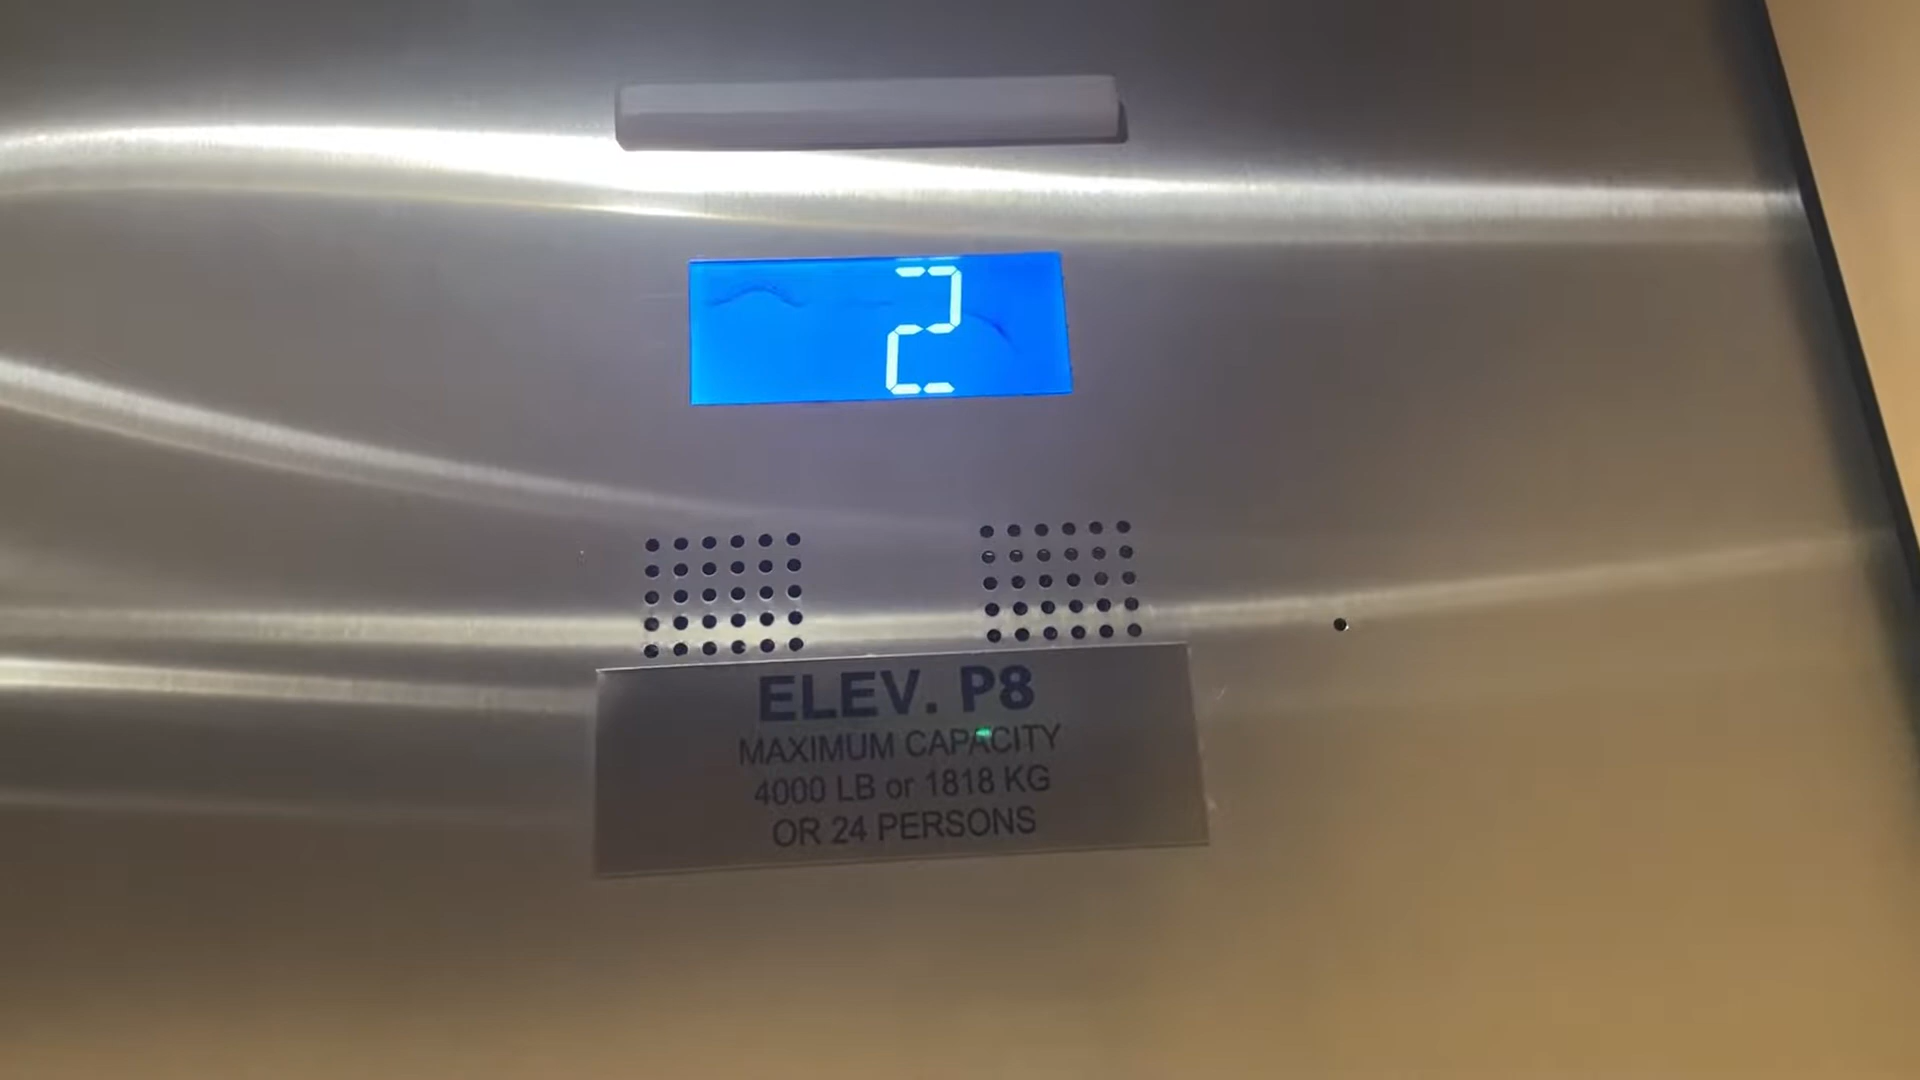 2
ELEV. P8
MAXIMUM CAPACITY
4000 LB or 1818 KG
OR 24 PERSONS